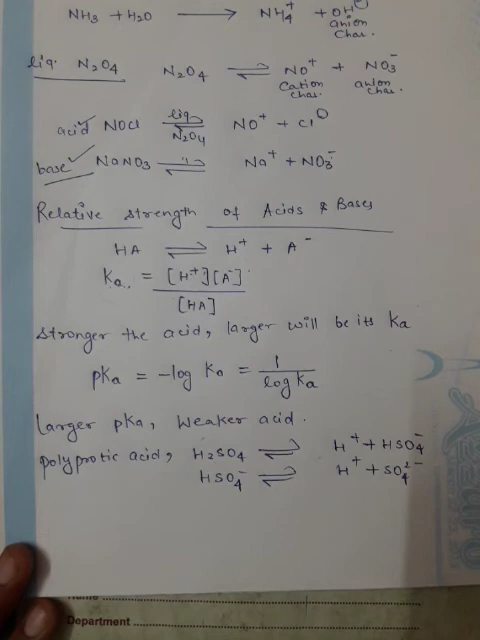 NH₃ + H₂O ⟶ NH₄⁺ + OH⊖
anion
Char.
liq. N₂O₄ N₂O₄ ⇌ NO⁺ + NO₃⁻
Cation anion
Char. Char.
acid ✓ NOCl liq. N₂O₄ ⇌ NO⁺ + Cl⊖
base ✓ NaNO₃ ⇌ '' Na⁺ + NO₃⁻
Relative strength of Acids & Bases
HA ⇌ H⁺ + A⁻
Ka. = [H⁺][A⁻]
[HA]
Stronger the acid, larger will be its Ka
pKa = -log Ka = 1/log Ka
Larger pKa, Weaker acid.
polyprotic acid, H₂SO₄ ⇌ H⁺ + HSO₄⁻
HSO₄⁻ ⇌ H⁺ + SO₄²⁻
Department